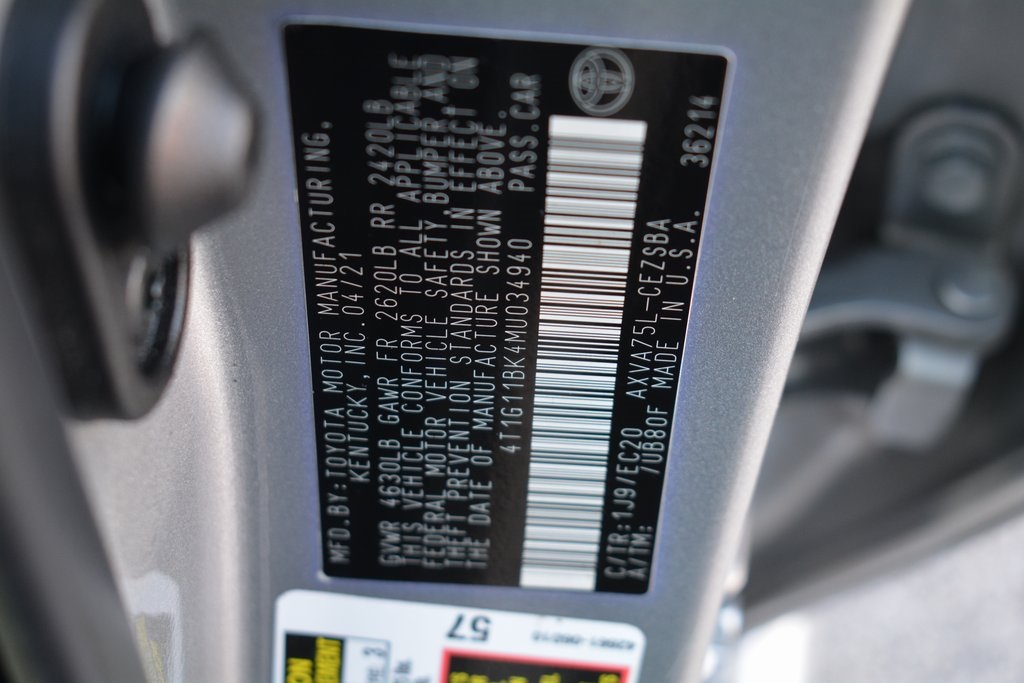 MFD.BY:TOYOTA MOTOR MANUFACTURING,
KENTUCKY, INC.04/21
GVWR 4630LB GAWR FR 2620LB RR 2420LB
THIS VEHICLE CONFORMS TO ALL APPLICABLE
FEDERAL MOTOR VEHICLE SAFETY, BUMPER,AND
THEFT PREVENTION STANDARDS IN EFFECT ON
THE DATE OF MANUFACTURE SHOWN ABOVE.
4T1G11BK4MU034940 PASS.CAR
C/TR:1J9/EC20 AXVA75L-CEZSBA
A/TM: /UB80F MADE IN U.S.A. 36214
57